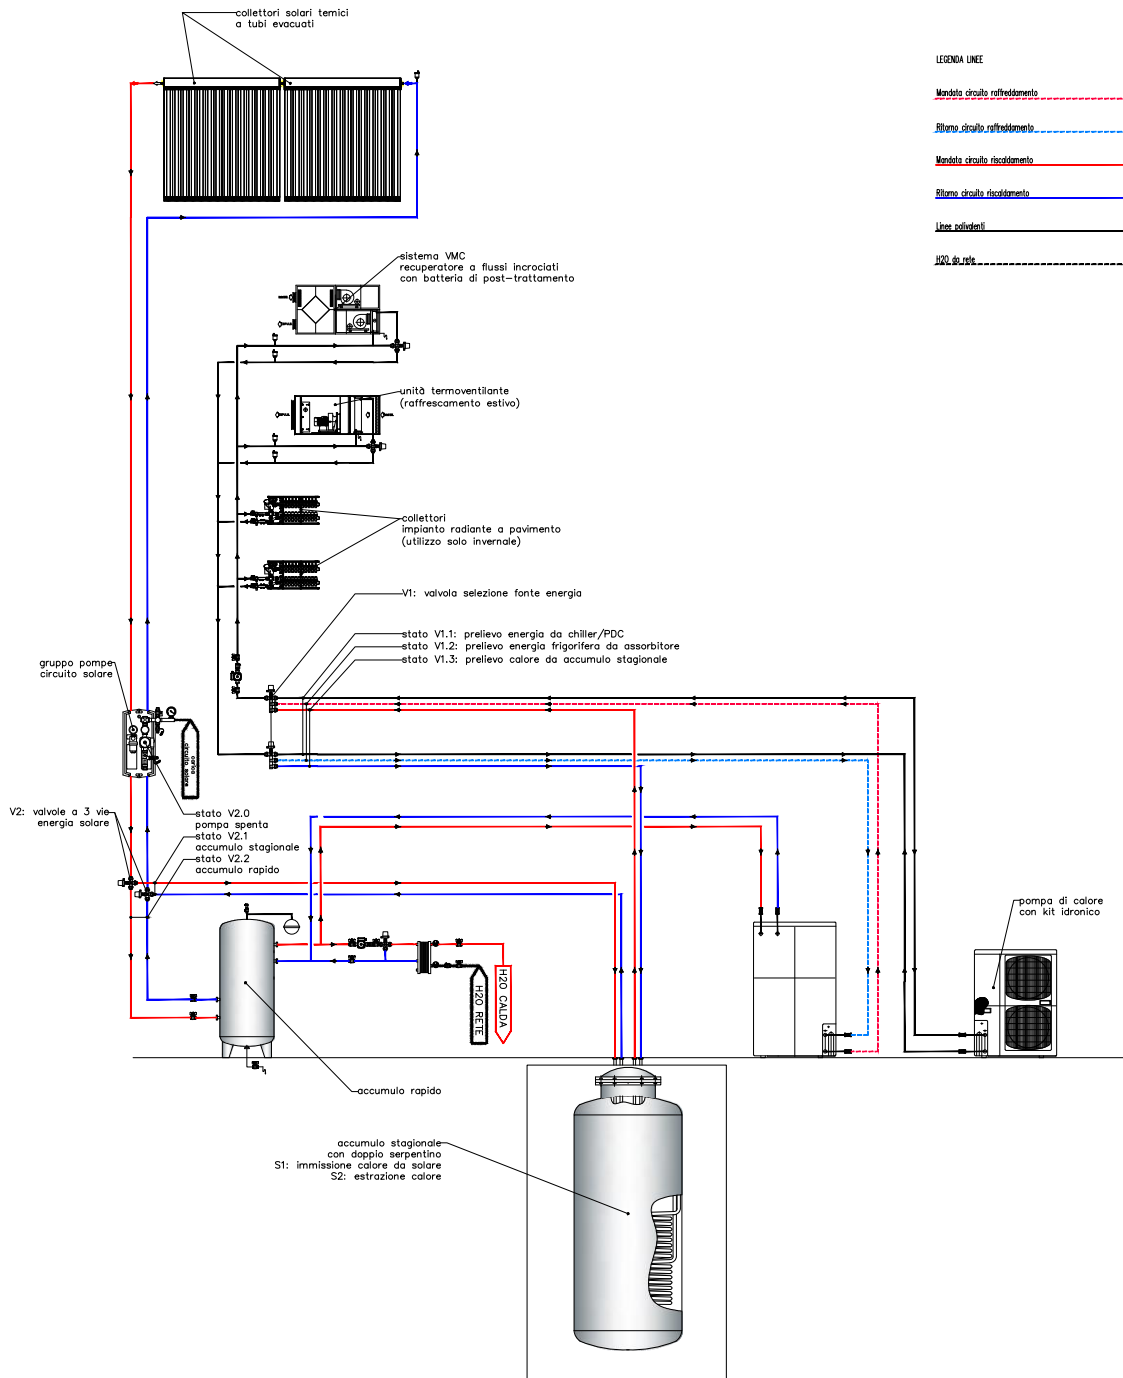 collettori solari temici
a tubi evacuati
LEGENDA LINEE
Mandata circuito raffreddamento
Ritorno circuito raffreddamento
Mandata circuito riscaldamento
Ritorno circuito riscaldamento
Linee polivalenti
H2O da rete
sistema VMC
recuperatore a flussi incrociati
con batteria di post-trattamento
unità termoventilante
(raffrescamento estivo)
collettori
impianto radiante a pavimento
(utilizzo solo invernale)
V1: valvola selezione fonte energia
stato V1.1: prelievo energia da chiller/PDC
stato V1.2: prelievo energia frigorifera da assorbitore
stato V1.3: prelievo calore da accumulo stagionale
gruppo pompe
circuito solare
carico
circuito solare
V2: valvole a 3 vie
energia solare
stato V2.0
pompa spenta
stato V2.1
accumulo stagionale
stato V2.2
accumulo rapido
pompa di calore
con kit idronico
H2O RETE
H2O CALDA
accumulo rapido
accumulo stagionale
con doppio serpentino
S1: immissione calore da solare
S2: estrazione calore